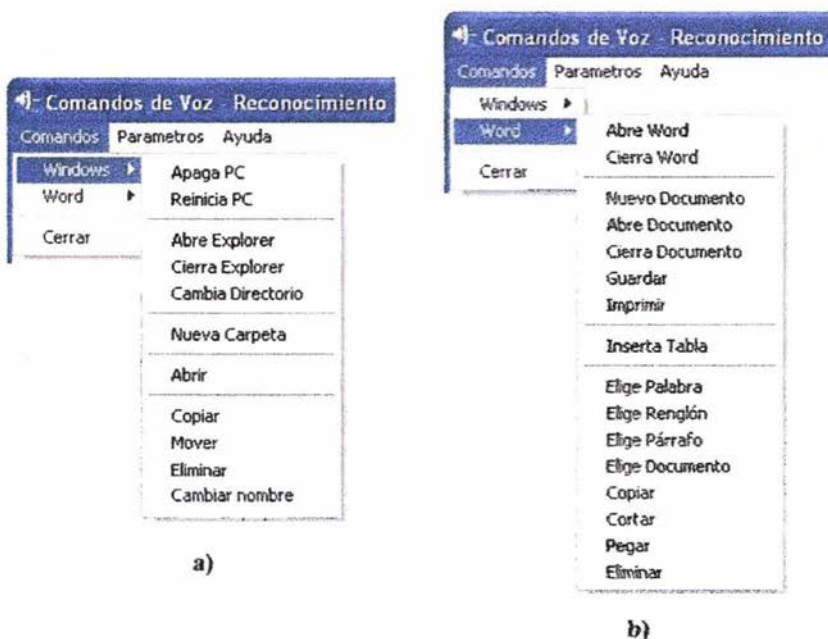 Comandos de Voz - Reconocimiento
Comandos Parametros Ayuda
Windows
Word
Cerrar
Apaga PC
Reinicia PC
Abre Explorer
Cierra Explorer
Cambia Directorio
Nueva Carpeta
Abrir
Copiar
Mover
Eliminar
Cambiar nombre
a)
Comandos de Voz - Reconocimiento
Comandos Parametros Ayuda
Windows
Word
Cerrar
Abre Word
Cierra Word
Nuevo Documento
Abre Documento
Cierra Documento
Guardar
Imprimir
Inserta Tabla
Elige Palabra
Elige Renglón
Elige Párrafo
Elige Documento
Copiar
Cortar
Pegar
Eliminar
b)